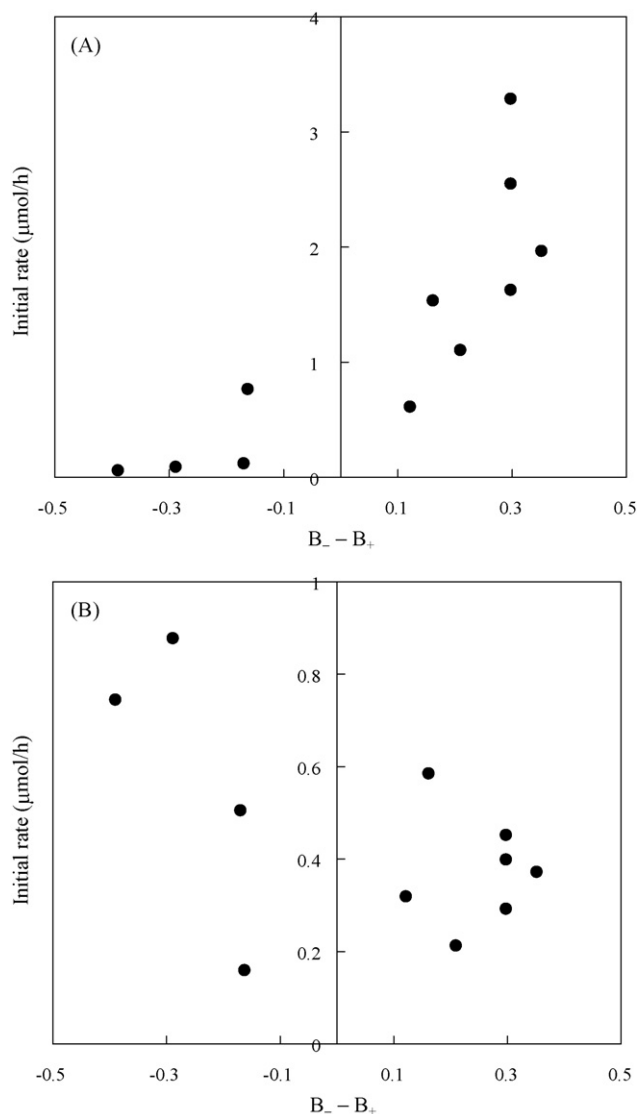 (A)
4
3
2
1
0
Initial rate (μmol/h)
-0.5 -0.3 -0.1 0.1 0.3 0.5
B₋ – B₊
(B)
1
0.8
0.6
0.4
0.2
0
Initial rate (μmol/h)
-0.5 -0.3 -0.1 0.1 0.3 0.5
B₋ – B₊